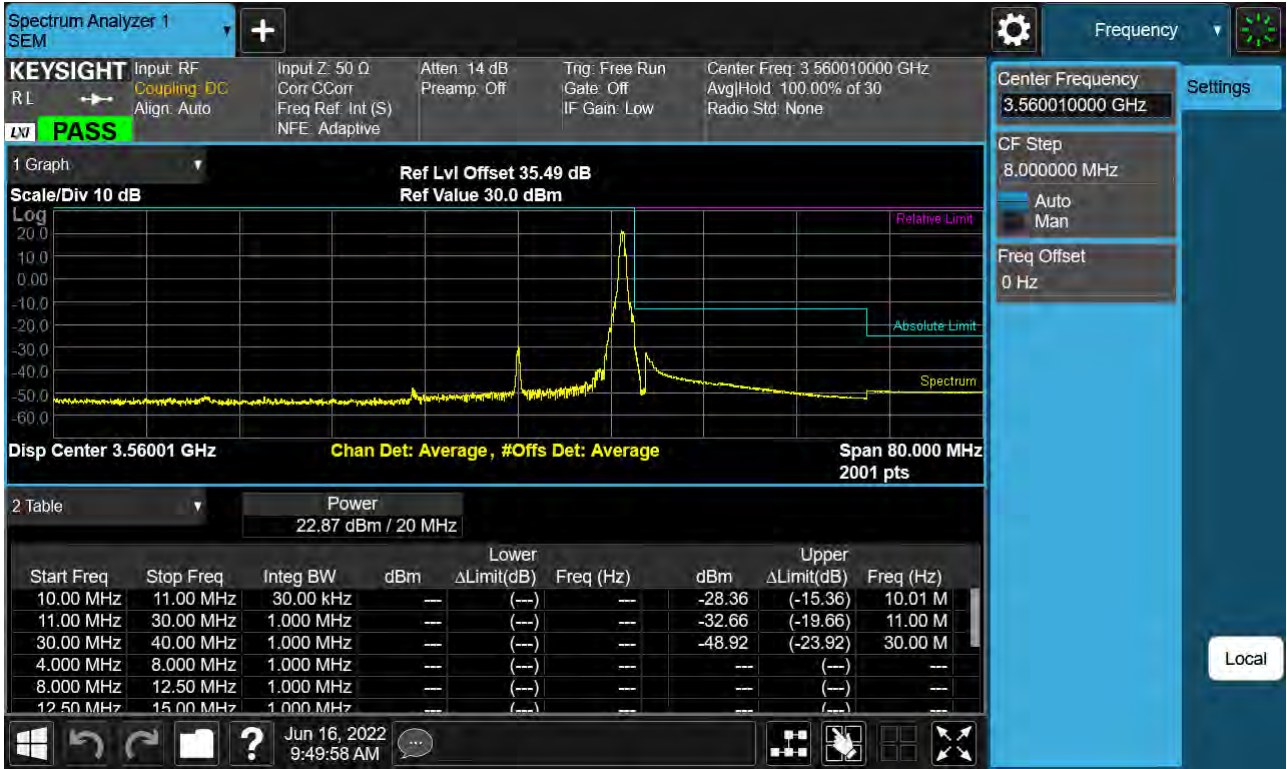 Spectrum Analyzer 1
SEM
+
Frequency
KEYSIGHT
R L
LXI
PASS
Input: RF
Coupling: DC
Align: Auto
Input Z: 50 Ω
Corr CCorr
Freq Ref: Int (S)
NFE: Adaptive
Atten: 14 dB
Preamp: Off
Trig: Free Run
Gate: Off
IF Gain: Low
Center Freq: 3.560010000 GHz
Avg|Hold: 100.00% of 30
Radio Std: None
Center Frequency
3.560010000 GHz
Settings
CF Step
8.000000 MHz
Auto
Man
Freq Offset
0 Hz
1 Graph
Scale/Div 10 dB
Ref Lvl Offset 35.49 dB
Ref Value 30.0 dBm
Log
20.0
10.0
0.00
-10.0
-20.0
-30.0
-40.0
-50.0
-60.0
Relative Limit
Absolute Limit
Spectrum
Disp Center 3.56001 GHz
Chan Det: Average , #Offs Det: Average
Span 80.000 MHz
2001 pts
2 Table
Power
22.87 dBm / 20 MHz
Lower Upper
Start Freq Stop Freq Integ BW dBm ΔLimit(dB) Freq (Hz) dBm ΔLimit(dB) Freq (Hz)
10.00 MHz 11.00 MHz 30.00 kHz --- (---) --- -28.36 (-15.36) 10.01 M
11.00 MHz 30.00 MHz 1.000 MHz --- (---) --- -32.66 (-19.66) 11.00 M
30.00 MHz 40.00 MHz 1.000 MHz --- (---) --- -48.92 (-23.92) 30.00 M
4.000 MHz 8.000 MHz 1.000 MHz --- (---) --- --- (---) ---
8.000 MHz 12.50 MHz 1.000 MHz --- (---) --- --- (---) ---
12.50 MHz 15.00 MHz 1.000 MHz --- (---) --- --- (---) ---
Local
?
Jun 16, 2022
9:49:58 AM